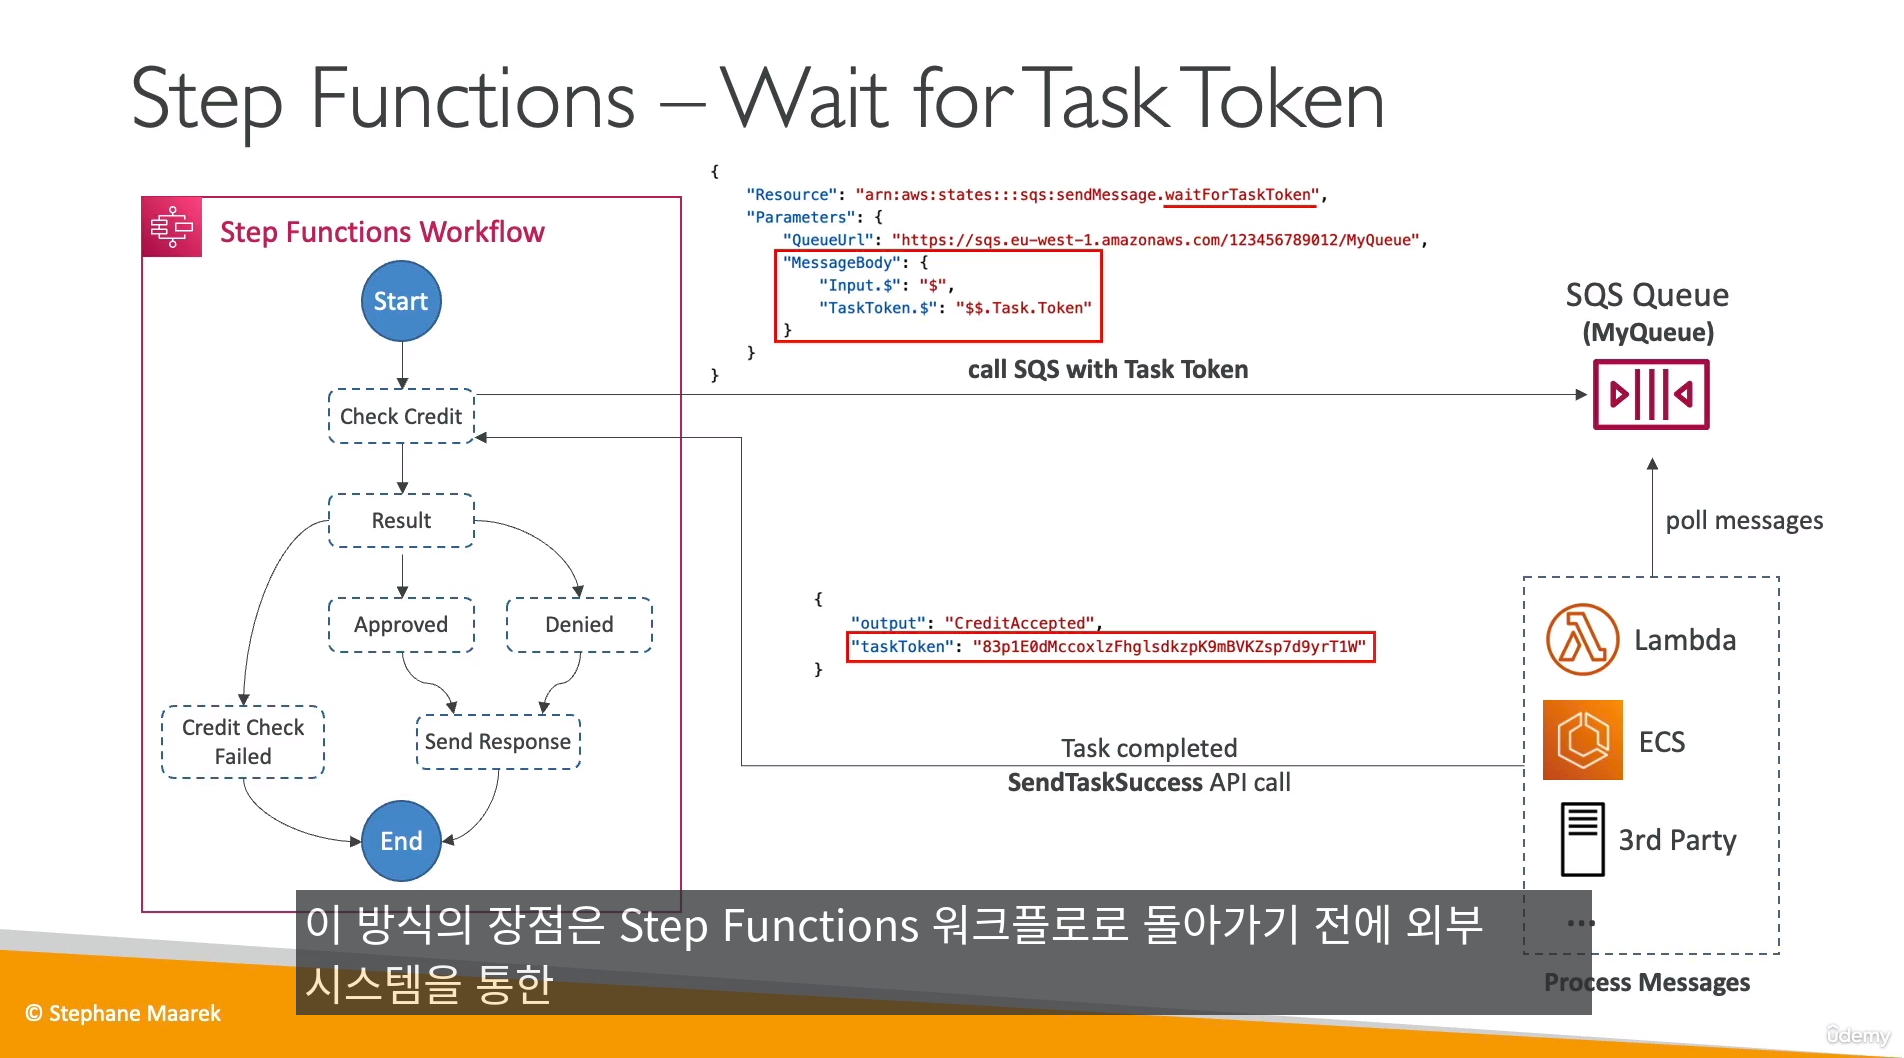 Step Functions – Wait for Task Token
Step Functions Workflow
Start
Check Credit
Result
Approved
Denied
Credit Check
Failed
Send Response
End
{
"Resource": "arn:aws:states:::sqs:sendMessage.waitForTaskToken",
"Parameters": {
"QueueUrl": "https://sqs.eu-west-1.amazonaws.com/123456789012/MyQueue",
"MessageBody": {
"Input.$": "$",
"TaskToken.$": "$$.Task.Token"
}
}
}
call SQS with Task Token
SQS Queue
(MyQueue)
poll messages
{
"output": "CreditAccepted",
"taskToken": "83p1E0dMccoxlzFhglsdkzpK9mBVKZsp7d9yrT1W"
}
Task completed
SendTaskSuccess API call
Lambda
ECS
3rd Party
...
Process Messages
이 방식의 장점은 Step Functions 워크플로로 돌아가기 전에 외부
시스템을 통한
© Stephane Maarek
ûdemy